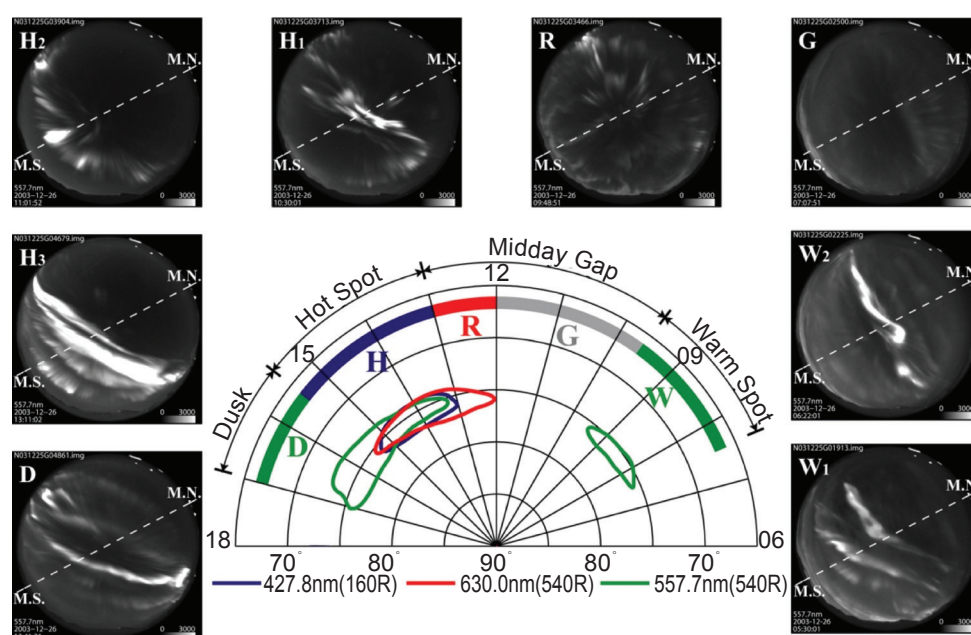 N031225G03904.img
H2
M.N.
M.S.
557.7nm
2003-12-26
11:01:52
0 3000
N031225G03713.img
H1
M.N.
M.S.
557.7nm
2003-12-26
10:30:01
0 3000
N031225G03466.img
R
M.N.
M.S.
557.7nm
2003-12-26
09:48:51
0 3000
N031225G02500.img
G
M.N.
M.S.
557.7nm
2003-12-26
07:07:51
0 3000
N031225G04679.img
H3
M.N.
M.S.
557.7nm
2003-12-26
13:11:02
0 3000
N031225G02225.img
W2
M.N.
M.S.
557.7nm
2003-12-26
06:22:01
0 3000
N031225G04861.img
D
M.N.
M.S.
557.7nm
2003-12-26
0 3000
N031225G01913.img
W1
M.N.
M.S.
557.7nm
2003-12-26
05:30:01
0 3000
Dusk
Hot Spot
Midday Gap
Warm Spot
18
15
12
09
06
D
H
R
G
W
70°
80°
90°
80°
70°
427.8nm(160R)
630.0nm(540R)
557.7nm(540R)